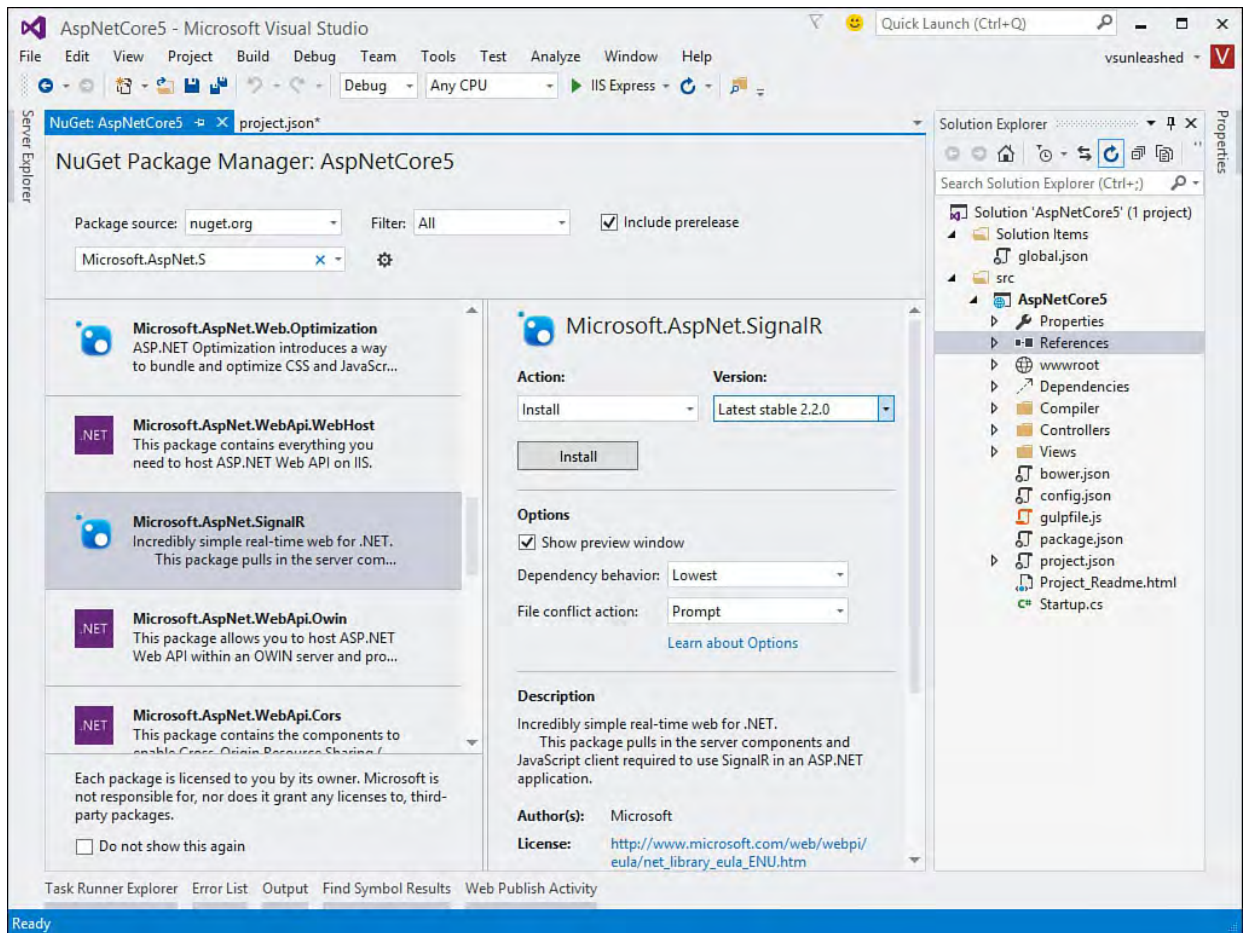 AspNetCore5 - Microsoft Visual Studio
Quick Launch (Ctrl+Q)
File Edit View Project Build Debug Team Tools Test Analyze Window Help
vsunleashed V
Debug Any CPU IIS Express
Server Explorer
NuGet: AspNetCore5 project.json*
NuGet Package Manager: AspNetCore5
Package source: nuget.org Filter: All Include prerelease
Microsoft.AspNet.S
Microsoft.AspNet.Web.Optimization
ASP.NET Optimization introduces a way
to bundle and optimize CSS and JavaScr...
.NET
Microsoft.AspNet.WebApi.WebHost
This package contains everything you
need to host ASP.NET Web API on IIS.
Microsoft.AspNet.SignalR
Incredibly simple real-time web for .NET.
This package pulls in the server com...
.NET
Microsoft.AspNet.WebApi.Owin
This package allows you to host ASP.NET
Web API within an OWIN server and pro...
.NET
Microsoft.AspNet.WebApi.Cors
This package contains the components to
enable Cross-Origin Resource Sharing (
Each package is licensed to you by its owner. Microsoft is
not responsible for, nor does it grant any licenses to, third-
party packages.
Do not show this again
Microsoft.AspNet.SignalR
Action: Version:
Install Latest stable 2.2.0
Install
Options
Show preview window
Dependency behavior: Lowest
File conflict action: Prompt
Learn about Options
Description
Incredibly simple real-time web for .NET.
This package pulls in the server components and
JavaScript client required to use SignalR in an ASP.NET
application.
Author(s): Microsoft
License: http://www.microsoft.com/web/webpi/
eula/net_library_eula_ENU.htm
Solution Explorer
Search Solution Explorer (Ctrl+;)
Solution 'AspNetCore5' (1 project)
Solution Items
global.json
src
AspNetCore5
Properties
References
wwwroot
Dependencies
Compiler
Controllers
Views
bower.json
config.json
gulpfile.js
package.json
project.json
Project_Readme.html
C# Startup.cs
Properties
Task Runner Explorer Error List Output Find Symbol Results Web Publish Activity
Ready